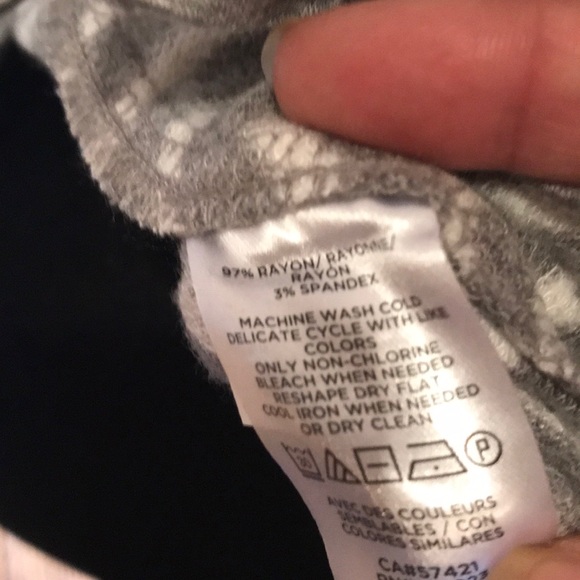 97% RAYON/ RAYONNE/
RAYON
3% SPANDEX
MACHINE WASH COLD
DELICATE CYCLE WITH LIKE
COLORS
ONLY NON-CHLORINE
BLEACH WHEN NEEDED
RESHAPE DRY FLAT
COOL IRON WHEN NEEDED
OR DRY CLEAN
P
AVEC DES COULEURS
SEMBLABLES / CON
COLORES SIMILARES
CA#57421